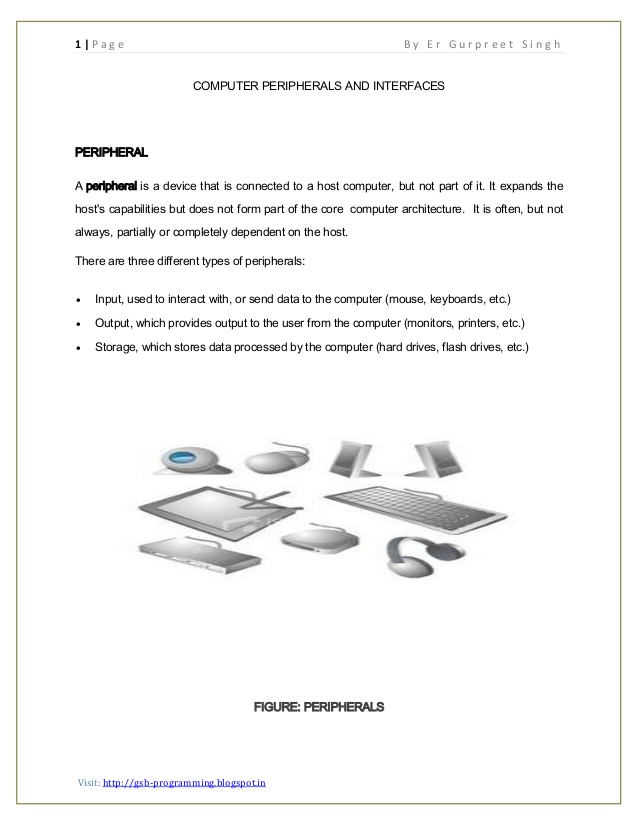 1 | Page By Er Gurpreet Singh
COMPUTER PERIPHERALS AND INTERFACES
PERIPHERAL
A peripheral is a device that is connected to a host computer, but not part of it. It expands the
host's capabilities but does not form part of the core computer architecture. It is often, but not
always, partially or completely dependent on the host.
There are three different types of peripherals:
• Input, used to interact with, or send data to the computer (mouse, keyboards, etc.)
• Output, which provides output to the user from the computer (monitors, printers, etc.)
• Storage, which stores data processed by the computer (hard drives, flash drives, etc.)
FIGURE: PERIPHERALS
Visit: http://gsb-programming.blogspot.in